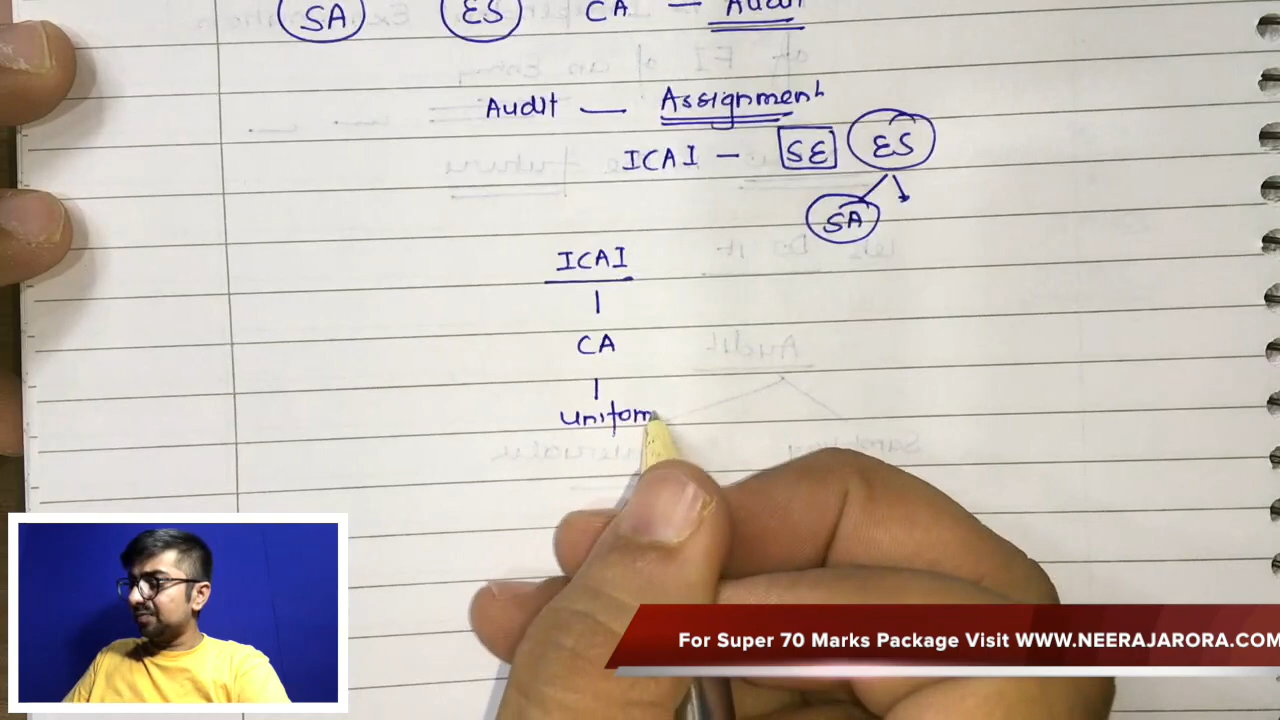 SA ES CA — Audit
Audit — Assignment
ICAI — SE ES
SA
ICAI
CA
Unifom
For Super 70 Marks Package Visit WWW.NEERAJARORA.COM